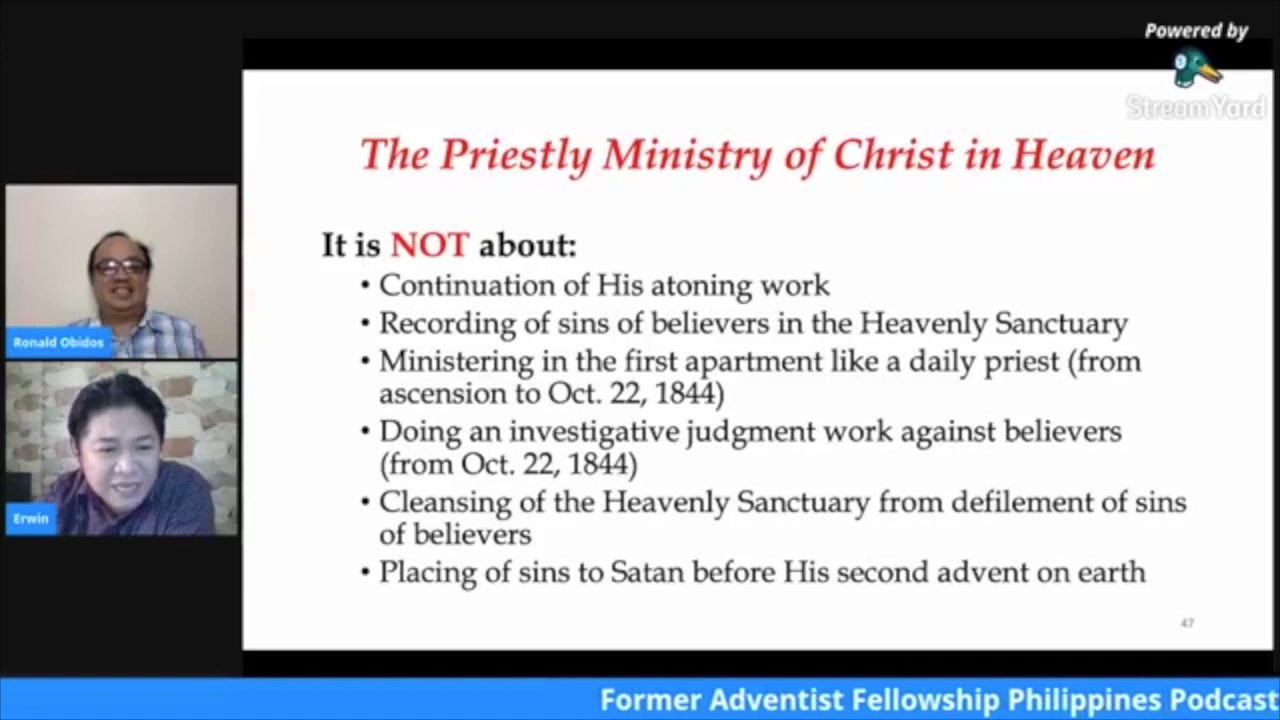 Powered by
StreamYard
The Priestly Ministry of Christ in Heaven
It is NOT about:
• Continuation of His atoning work
• Recording of sins of believers in the Heavenly Sanctuary
• Ministering in the first apartment like a daily priest (from
ascension to Oct. 22, 1844)
• Doing an investigative judgment work against believers
(from Oct. 22, 1844)
• Cleansing of the Heavenly Sanctuary from defilement of sins
of believers
• Placing of sins to Satan before His second advent on earth
47
Ronald Obidos
Erwin
Former Adventist Fellowship Philippines Podcast